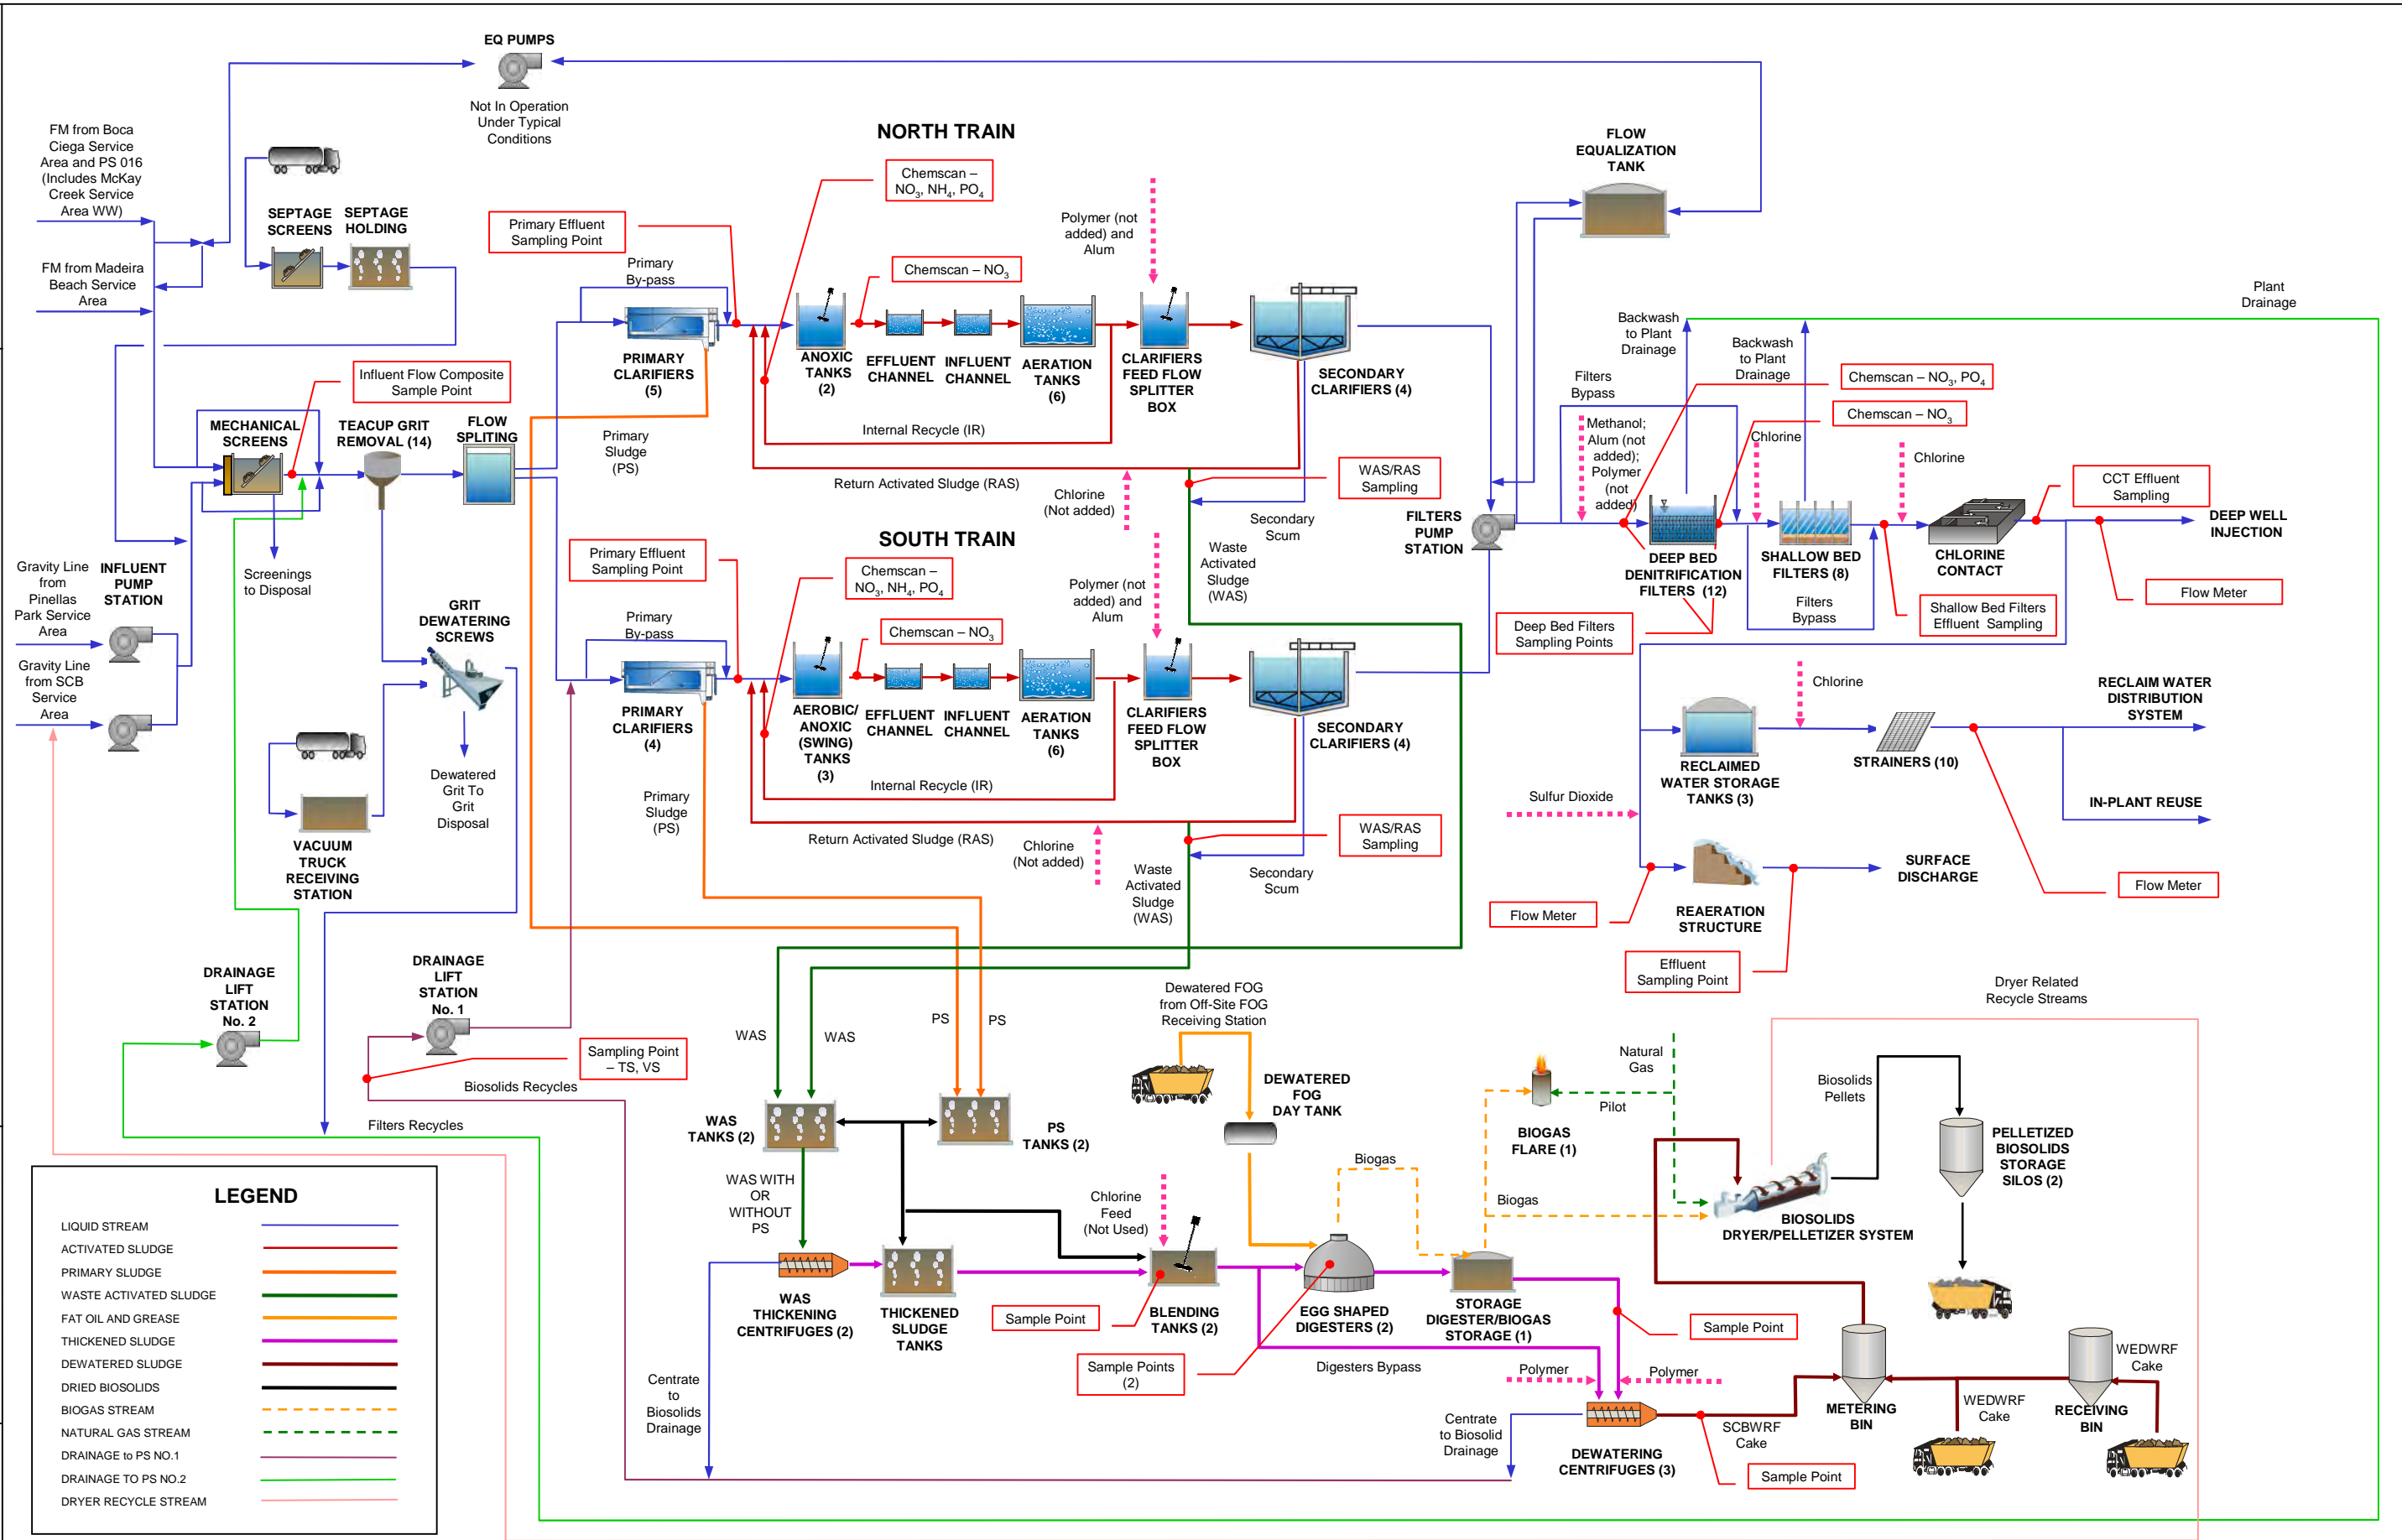 EQ PUMPS
Not In Operation
Under Typical
Conditions
FM from Boca
Ciega Service
Area and PS 016
(Includes McKay
Creek Service
Area WW)
FM from Madeira
Beach Service
Area
SEPTAGE
SCREENS
SEPTAGE
HOLDING
NORTH TRAIN
Chemscan –
NO3, NH4, PO4
Primary Effluent
Sampling Point
Primary
By-pass
Chemscan – NO3
Polymer (not
added) and
Alum
FLOW
EQUALIZATION
TANK
Plant
Drainage
PRIMARY
CLARIFIERS
(5)
ANOXIC
TANKS
(2)
EFFLUENT
CHANNEL
INFLUENT
CHANNEL
AERATION
TANKS
(6)
CLARIFIERS
FEED FLOW
SPLITTER
BOX
SECONDARY
CLARIFIERS (4)
Internal Recycle (IR)
Return Activated Sludge (RAS)
Chlorine
(Not added)
WAS/RAS
Sampling
Secondary
Scum
Waste
Activated
Sludge
(WAS)
Primary
Sludge
(PS)
Influent Flow Composite
Sample Point
MECHANICAL
SCREENS
TEACUP GRIT
REMOVAL (14)
FLOW
SPLITING
Screenings
to Disposal
Gravity Line
from
Pinellas
Park Service
Area
INFLUENT
PUMP
STATION
Gravity Line
from SCB
Service
Area
GRIT
DEWATERING
SCREWS
Dewatered
Grit To
Grit
Disposal
VACUUM
TRUCK
RECEIVING
STATION
SOUTH TRAIN
Primary Effluent
Sampling Point
Chemscan –
NO3, NH4, PO4
Primary
By-pass
Chemscan – NO3
Polymer (not
added) and
Alum
PRIMARY
CLARIFIERS
(4)
AEROBIC/
ANOXIC
(SWING)
TANKS
(3)
EFFLUENT
CHANNEL
INFLUENT
CHANNEL
AERATION
TANKS
(6)
CLARIFIERS
FEED FLOW
SPLITTER
BOX
SECONDARY
CLARIFIERS (4)
Internal Recycle (IR)
Return Activated Sludge (RAS)
Chlorine
(Not added)
WAS/RAS
Sampling
Waste
Activated
Sludge
(WAS)
Secondary
Scum
Primary
Sludge
(PS)
FILTERS
PUMP
STATION
Backwash
to Plant
Drainage
Backwash
to Plant
Drainage
Filters
Bypass
Methanol;
Alum (not
added);
Polymer
(not
added)
Chemscan – NO3, PO4
Chemscan – NO3
Chlorine
Chlorine
CCT Effluent
Sampling
DEEP BED
DENITRIFICATION
FILTERS (12)
SHALLOW BED
FILTERS (8)
CHLORINE
CONTACT
DEEP WELL
INJECTION
Flow Meter
Deep Bed Filters
Sampling Points
Filters
Bypass
Shallow Bed Filters
Effluent Sampling
Chlorine
RECLAIMED
WATER STORAGE
TANKS (3)
STRAINERS (10)
RECLAIM WATER
DISTRIBUTION
SYSTEM
IN-PLANT REUSE
Sulfur Dioxide
Flow Meter
REAERATION
STRUCTURE
SURFACE
DISCHARGE
Flow Meter
Effluent
Sampling Point
Dryer Related
Recycle Streams
DRAINAGE
LIFT
STATION
No. 2
DRAINAGE
LIFT
STATION
No. 1
Sampling Point
– TS, VS
Biosolids Recycles
Filters Recycles
WAS
WAS
PS
PS
WAS
TANKS (2)
PS
TANKS (2)
WAS WITH
OR
WITHOUT
PS
WAS
THICKENING
CENTRIFUGES (2)
THICKENED
SLUDGE
TANKS
Centrate
to
Biosolids
Drainage
Dewatered FOG
from Off-Site FOG
Receiving Station
DEWATERED
FOG
DAY TANK
Chlorine
Feed
(Not Used)
Sample Point
BLENDING
TANKS (2)
Sample Points
(2)
Biogas
EGG SHAPED
DIGESTERS (2)
STORAGE
DIGESTER/BIOGAS
STORAGE (1)
Digesters Bypass
Sample Point
Polymer
Polymer
Natural
Gas
Pilot
BIOGAS
FLARE (1)
Biogas
BIOSOLIDS
DRYER/PELLETIZER SYSTEM
Biosolids
Pellets
PELLETIZED
BIOSOLIDS
STORAGE
SILOS (2)
Centrate
to Biosolid
Drainage
DEWATERING
CENTRIFUGES (3)
SCBWRF
Cake
Sample Point
METERING
BIN
WEDWRF
Cake
RECEIVING
BIN
WEDWRF
Cake
LEGEND
LIQUID STREAM
ACTIVATED SLUDGE
PRIMARY SLUDGE
WASTE ACTIVATED SLUDGE
FAT OIL AND GREASE
THICKENED SLUDGE
DEWATERED SLUDGE
DRIED BIOSOLIDS
BIOGAS STREAM
NATURAL GAS STREAM
DRAINAGE to PS NO.1
DRAINAGE TO PS NO.2
DRYER RECYCLE STREAM